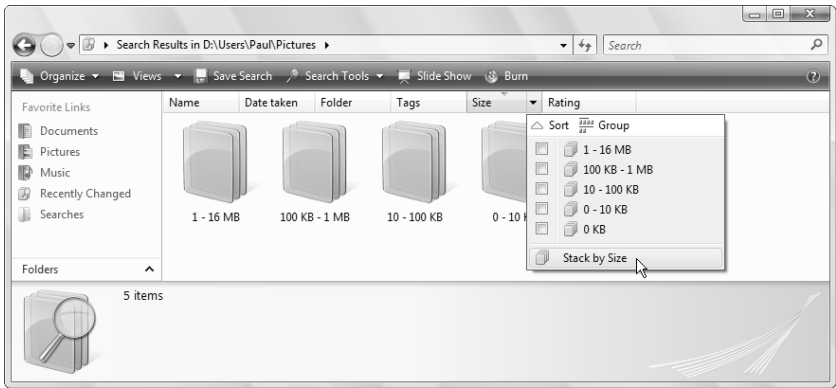 Search Results in D:\Users\Paul\Pictures
Search
Organize Views Save Search Search Tools Slide Show Burn
Favorite Links
Name Date taken Folder Tags Size Rating
Sort Group
Documents
Pictures
Music
Recently Changed
Searches
1 - 16 MB
100 KB - 1 MB
10 - 100 KB
0 - 10 KB
0 KB
Stack by Size
1 - 16 MB 100 KB - 1 MB 10 - 100 KB 0 - 10
Folders
5 items